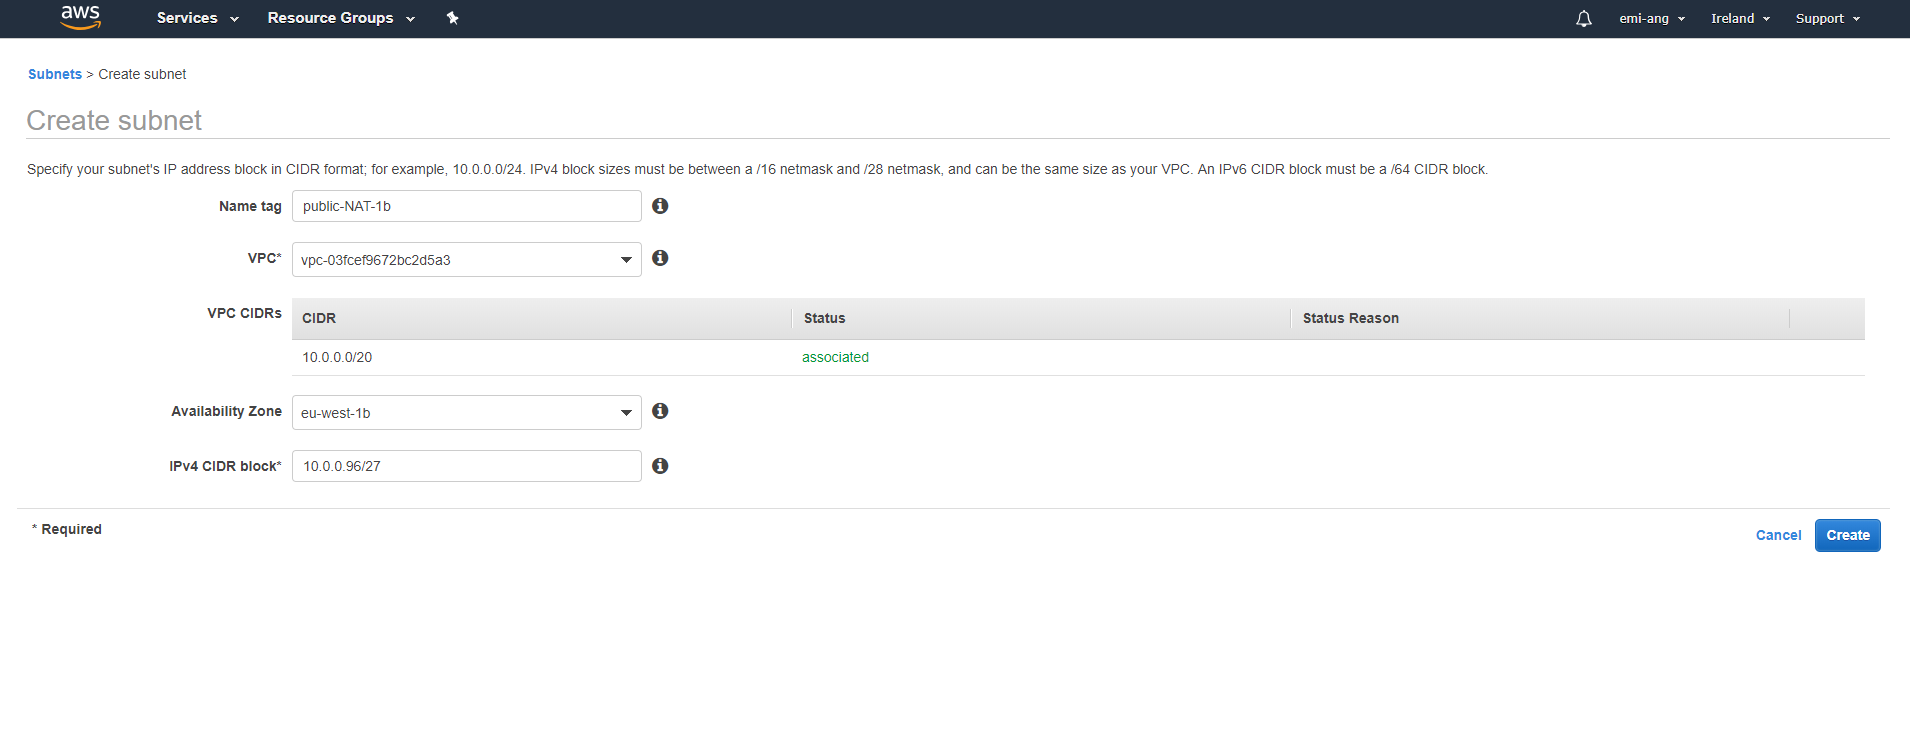 aws Services Resource Groups emi-ang Ireland Support
Subnets > Create subnet
Create subnet
Specify your subnet's IP address block in CIDR format; for example, 10.0.0.0/24. IPv4 block sizes must be between a /16 netmask and /28 netmask, and can be the same size as your VPC. An IPv6 CIDR block must be a /64 CIDR block.
Name tag public-NAT-1b
VPC* vpc-03fcef9672bc2d5a3
VPC CIDRs CIDR Status Status Reason
10.0.0.0/20 associated
Availability Zone eu-west-1b
IPv4 CIDR block* 10.0.0.96/27
* Required
Cancel Create